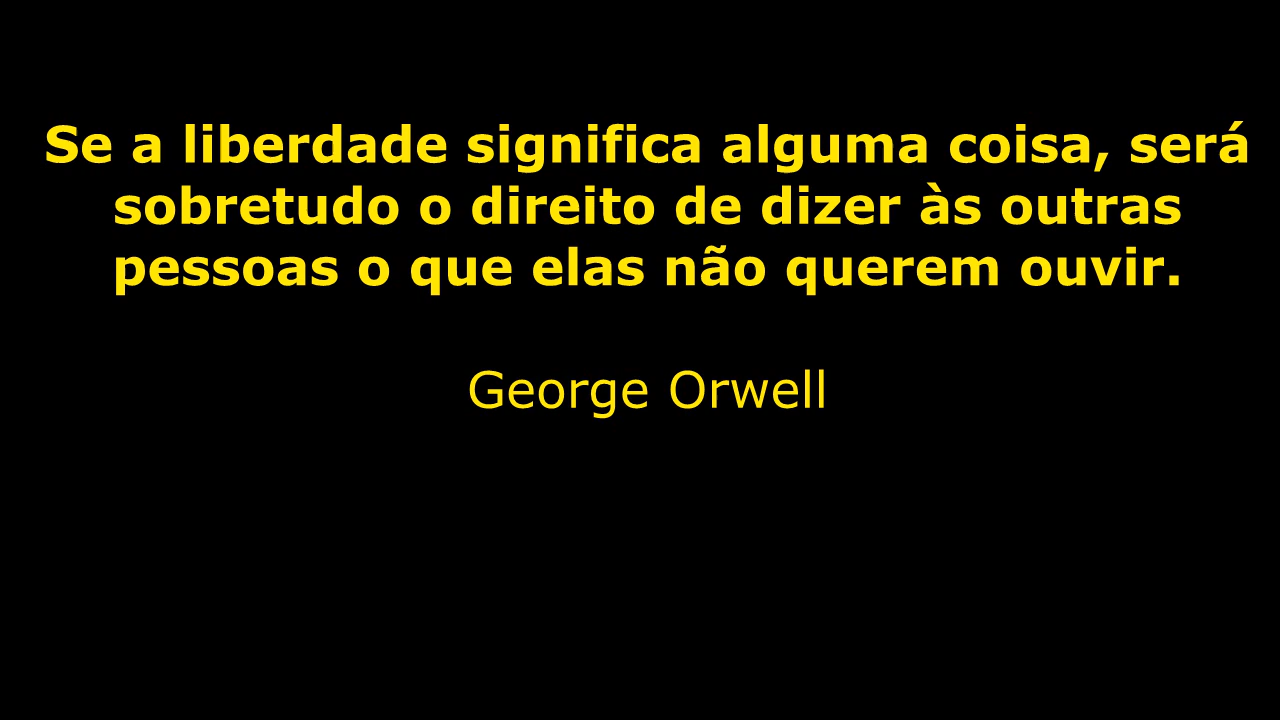 Se a liberdade significa alguma coisa, será
sobretudo o direito de dizer às outras
pessoas o que elas não querem ouvir.
George Orwell